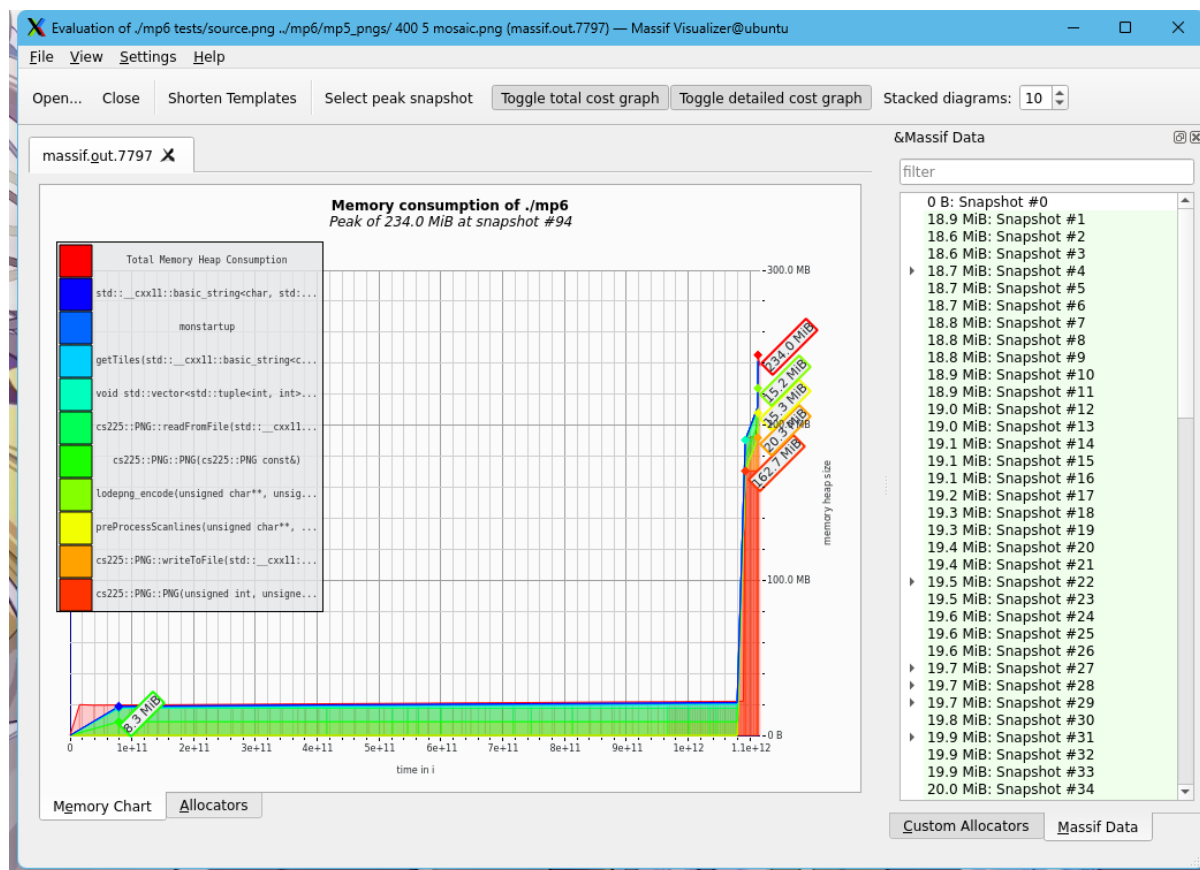 Evaluation of ./mp6 tests/source.png ../mp6/mp5_pngs/ 400 5 mosaic.png (massif.out.7797) — Massif Visualizer@ubuntu
File View Settings Help
Open... Close Shorten Templates Select peak snapshot Toggle total cost graph Toggle detailed cost graph Stacked diagrams: 10
massif.out.7797
Memory consumption of ./mp6
Peak of 234.0 MiB at snapshot #94
Total Memory Heap Consumption
std::__cxx11::basic_string<char, std:...
monstartup
getTiles(std::__cxx11::basic_string<c...
void std::vector<std::tuple<int, int>...
cs225::PNG::readFromFile(std::__cxx11...
cs225::PNG::PNG(cs225::PNG const&)
lodepng_encode(unsigned char**, unsig...
preProcessScanlines(unsigned char**, ...
cs225::PNG::writeToFile(std::__cxx11:...
cs225::PNG::PNG(unsigned int, unsigne...
300.0 MB
234.0 MiB
15.2 MiB
15.3 MiB
20.3 MiB
162.7 MiB
memory heap size
100.0 MB
8.3 MiB
0 B
0 1e+11 2e+11 3e+11 4e+11 5e+11 6e+11 7e+11 8e+11 9e+11 1e+12 1.1e+12
time in i
Memory Chart Allocators
&Massif Data
filter
0 B: Snapshot #0
18.9 MiB: Snapshot #1
18.6 MiB: Snapshot #2
18.6 MiB: Snapshot #3
18.7 MiB: Snapshot #4
18.7 MiB: Snapshot #5
18.7 MiB: Snapshot #6
18.8 MiB: Snapshot #7
18.8 MiB: Snapshot #8
18.8 MiB: Snapshot #9
18.9 MiB: Snapshot #10
18.9 MiB: Snapshot #11
19.0 MiB: Snapshot #12
19.0 MiB: Snapshot #13
19.1 MiB: Snapshot #14
19.1 MiB: Snapshot #15
19.1 MiB: Snapshot #16
19.2 MiB: Snapshot #17
19.3 MiB: Snapshot #18
19.3 MiB: Snapshot #19
19.4 MiB: Snapshot #20
19.4 MiB: Snapshot #21
19.5 MiB: Snapshot #22
19.5 MiB: Snapshot #23
19.6 MiB: Snapshot #24
19.6 MiB: Snapshot #25
19.6 MiB: Snapshot #26
19.7 MiB: Snapshot #27
19.7 MiB: Snapshot #28
19.7 MiB: Snapshot #29
19.8 MiB: Snapshot #30
19.9 MiB: Snapshot #31
19.9 MiB: Snapshot #32
19.9 MiB: Snapshot #33
20.0 MiB: Snapshot #34
Custom Allocators Massif Data